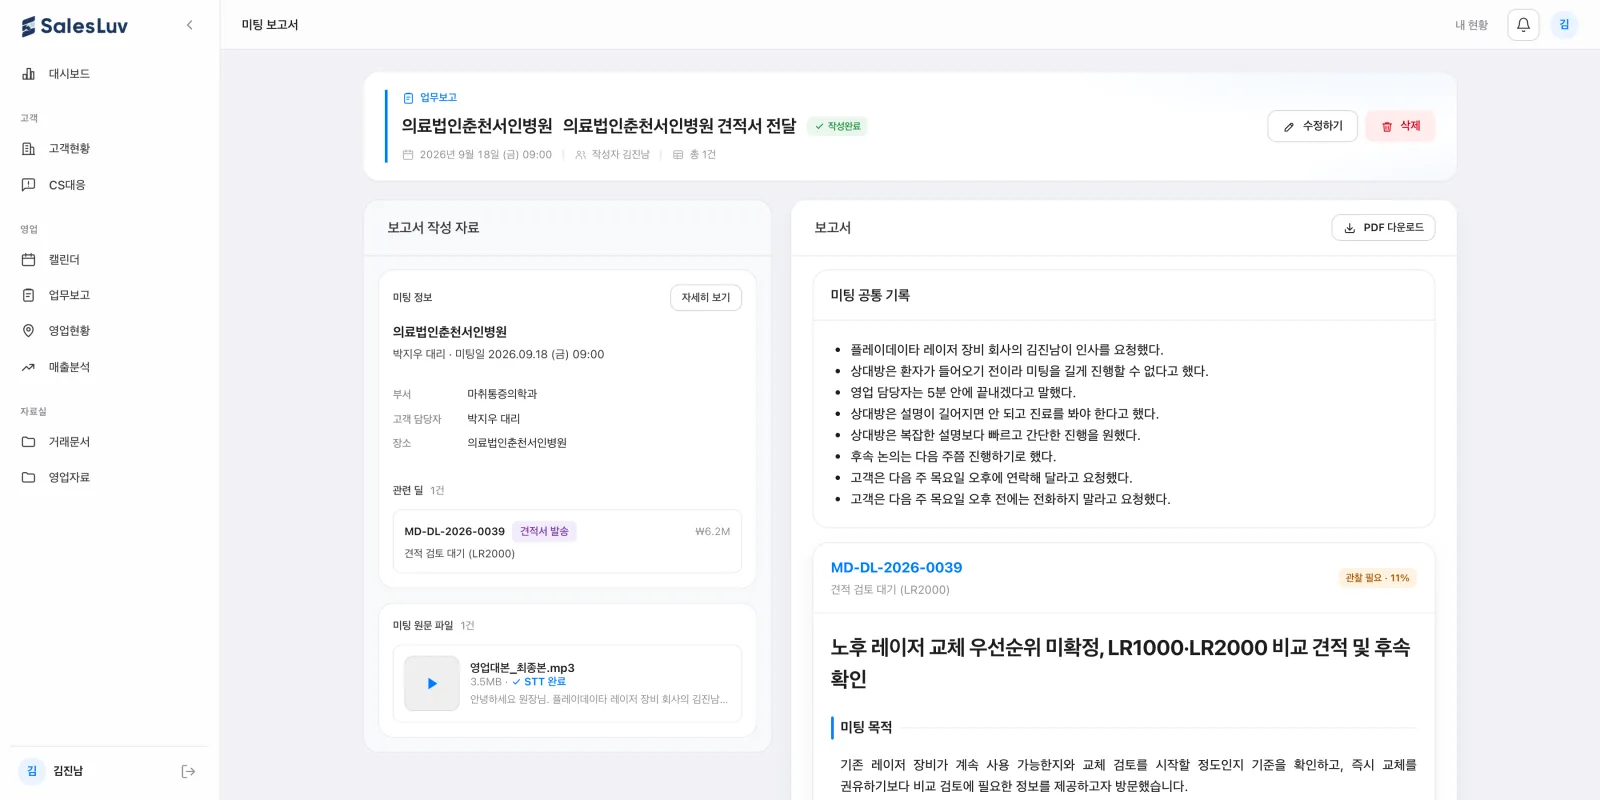 SalesLuv
대시보드
고객
고객현황
CS대응
영업
캘린더
업무보고
영업현황
매출분석
자료실
거래문서
영업자료
김 김진남
미팅 보고서
내 현황
김
업무보고
의료법인춘천서인병원 의료법인춘천서인병원 견적서 전달 작성완료
2026년 9월 18일 (금) 09:00 작성자 김진남 총 1건
수정하기
삭제
보고서 작성 자료
미팅 정보
자세히 보기
의료법인춘천서인병원
박지우 대리 · 미팅일 2026.09.18 (금) 09:00
부서 마취통증의학과
고객 담당자 박지우 대리
장소 의료법인춘천서인병원
관련 딜 1건
MD-DL-2026-0039 견적서 발송 ₩6.2M
견적 검토 대기 (LR2000)
미팅 원문 파일 1건
영업대본_최종본.mp3
3.5MB · STT 완료
안녕하세요 원장님. 플레이데이타 레이저 장비 회사의 김진남...
보고서
PDF 다운로드
미팅 공통 기록
• 플레이데이타 레이저 장비 회사의 김진남이 인사를 요청했다.
• 상대방은 환자가 들어오기 전이라 미팅을 길게 진행할 수 없다고 했다.
• 영업 담당자는 5분 안에 끝내겠다고 말했다.
• 상대방은 설명이 길어지면 안 되고 진료를 봐야 한다고 했다.
• 상대방은 복잡한 설명보다 빠르고 간단한 진행을 원했다.
• 후속 논의는 다음 주쯤 진행하기로 했다.
• 고객은 다음 주 목요일 오후에 연락해 달라고 요청했다.
• 고객은 다음 주 목요일 오후 전에는 전화하지 말라고 요청했다.
MD-DL-2026-0039
견적 검토 대기 (LR2000)
관찰 필요 · 11%
노후 레이저 교체 우선순위 미확정, LR1000·LR2000 비교 견적 및 후속
확인
미팅 목적
기존 레이저 장비가 계속 사용 가능한지와 교체 검토를 시작할 정도인지 기준을 확인하고, 즉시 교체를
권유하기보다 비교 검토에 필요한 정보를 제공하고자 방문했습니다.